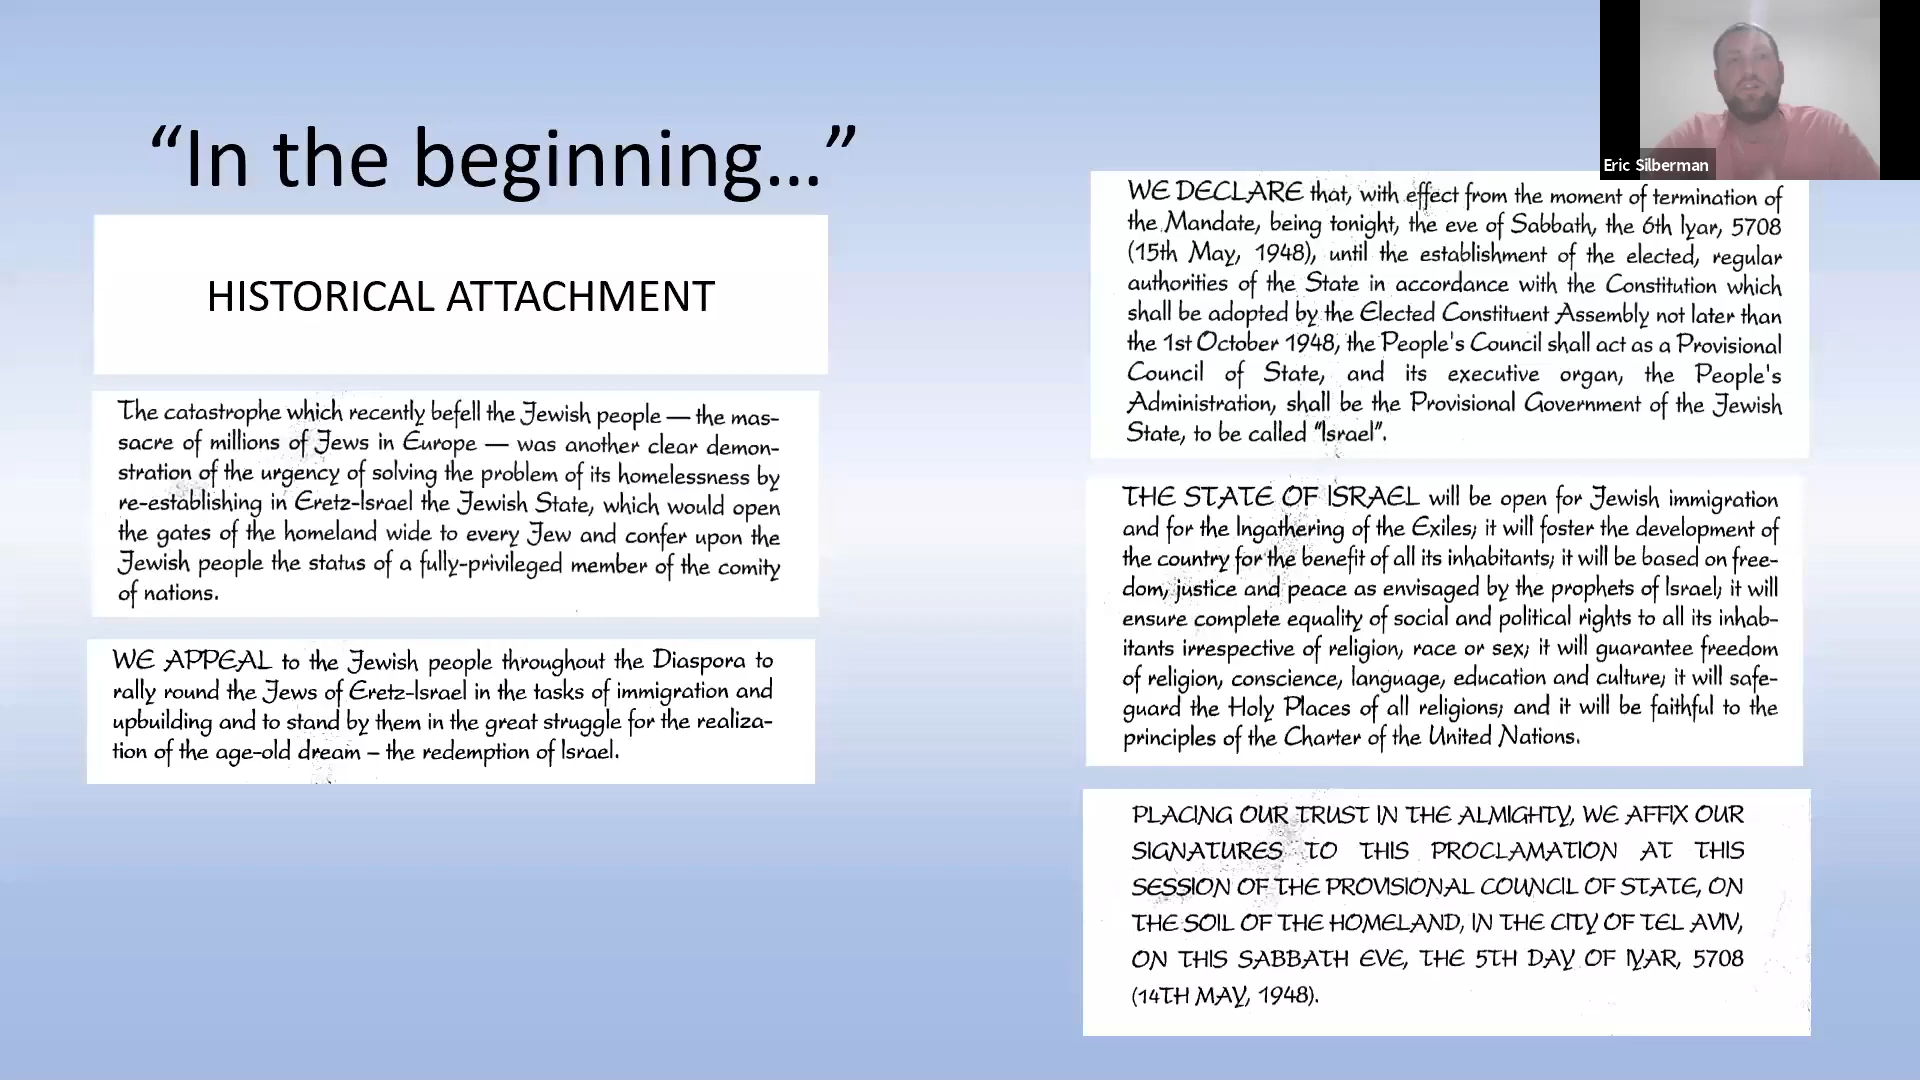 “In the beginning...”
HISTORICAL ATTACHMENT
The catastrophe which recently befell the Jewish people — the mas-
sacre of millions of Jews in Europe — was another clear demon-
stration of the urgency of solving the problem of its homelessness by
re-establishing in Eretz-Israel the Jewish State, which would open
the gates of the homeland wide to every Jew and confer upon the
Jewish people the status of a fully-privileged member of the comity
of nations.
WE APPEAL to the Jewish people throughout the Diaspora to
rally round the Jews of Eretz-Israel in the tasks of immigration and
upbuilding and to stand by them in the great struggle for the realiza-
tion of the age-old dream – the redemption of Israel.
Eric Silberman
WE DECLARE that, with effect from the moment of termination of
the Mandate, being tonight, the eve of Sabbath, the 6th Iyar, 5708
(15th May, 1948), until the establishment of the elected, regular
authorities of the State in accordance with the Constitution which
shall be adopted by the Elected Constituent Assembly not later than
the 1st October 1948, the People's Council shall act as a Provisional
Council of State, and its executive organ, the People's
Administration, shall be the Provisional Government of the Jewish
State, to be called "Israel".
THE STATE OF ISRAEL will be open for Jewish immigration
and for the Ingathering of the Exiles; it will foster the development of
the country for the benefit of all its inhabitants; it will be based on free-
dom, justice and peace as envisaged by the prophets of Israel; it will
ensure complete equality of social and political rights to all its inhab-
itants irrespective of religion, race or sex; it will guarantee freedom
of religion, conscience, language, education and culture; it will safe-
guard the Holy Places of all religions; and it will be faithful to the
principles of the Charter of the United Nations.
PLACING OUR TRUST IN THE ALMIGHTY, WE AFFIX OUR
SIGNATURES TO THIS PROCLAMATION AT THIS
SESSION OF THE PROVISIONAL COUNCIL OF STATE, ON
THE SOIL OF THE HOMELAND, IN THE CITY OF TEL AVIV,
ON THIS SABBATH EVE, THE 5TH DAY OF IYAR, 5708
(14TH MAY, 1948).